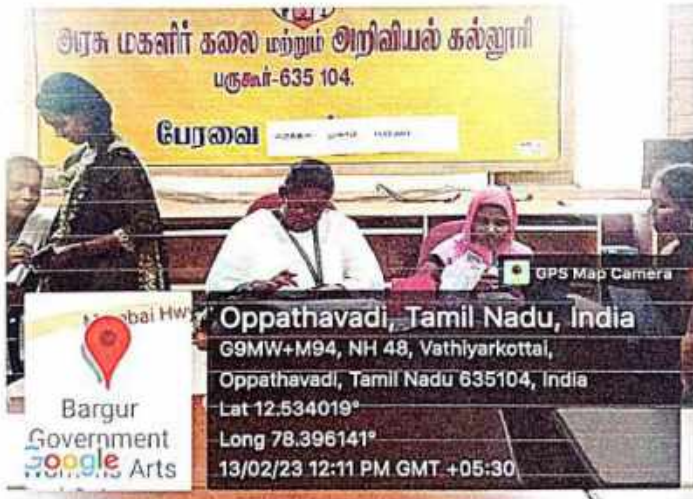 அரசு மகளிர் கலை மற்றும் அறிவியல் கல்லூரி
பருகூர்-635 104.
பேரவை
GPS Map Camera
Oppathavadi, Tamil Nadu, India
G9MW+M94, NH 48, Vathiyarkottai,
Oppathavadi, Tamil Nadu 635104, India
Lat 12.534019°
Long 78.396141°
13/02/23 12:11 PM GMT +05:30
Hwy
Bargur
Government
Arts
Google